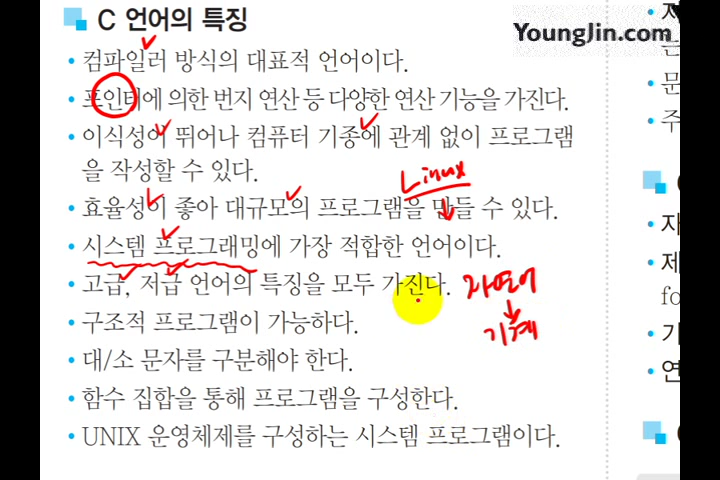 C 언어의 특징
YoungJin.com
• 컴파일러 방식의 대표적 언어이다.
• 포인터에 의한 번지 연산 등 다양한 연산 기능을 가진다.
• 이식성이 뛰어나 컴퓨터 기종에 관계 없이 프로그램
을 작성할 수 있다.
Linux
• 효율성이 좋아 대규모의 프로그램을 만들 수 있다.
• 시스템 프로그래밍에 가장 적합한 언어이다.
• 고급, 저급 언어의 특징을 모두 가진다.
자연어
기계
• 구조적 프로그램이 가능하다.
• 대/소 문자를 구분해야 한다.
• 함수 집합을 통해 프로그램을 구성한다.
• UNIX 운영체제를 구성하는 시스템 프로그램이다.